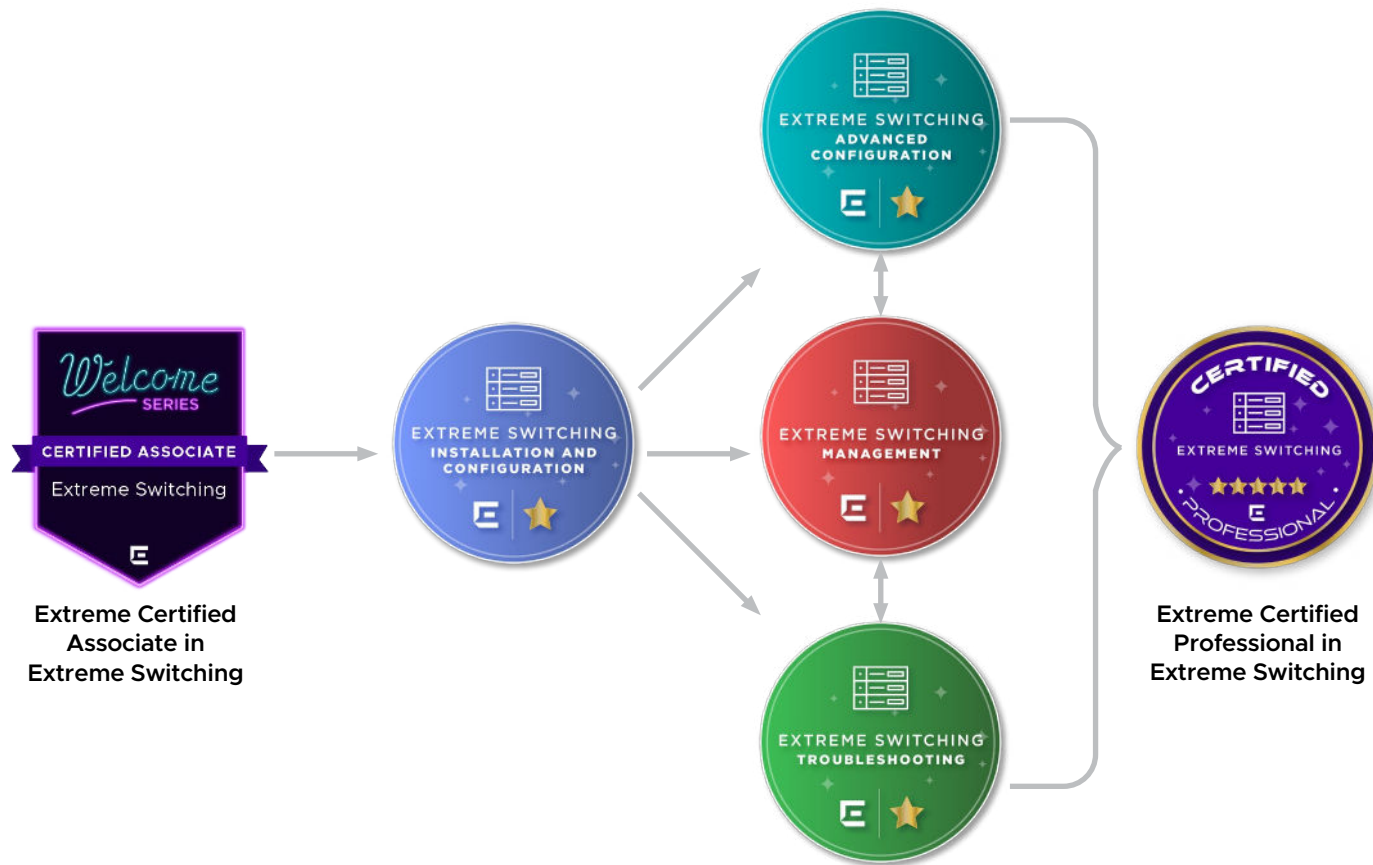 Welcome
SERIES
CERTIFIED ASSOCIATE
Extreme Switching
Extreme Certified
Associate in
Extreme Switching
EXTREME SWITCHING
INSTALLATION AND
CONFIGURATION
EXTREME SWITCHING
ADVANCED
CONFIGURATION
EXTREME SWITCHING
MANAGEMENT
EXTREME SWITCHING
TROUBLESHOOTING
CERTIFIED
EXTREME SWITCHING
PROFESSIONAL
Extreme Certified
Professional in
Extreme Switching